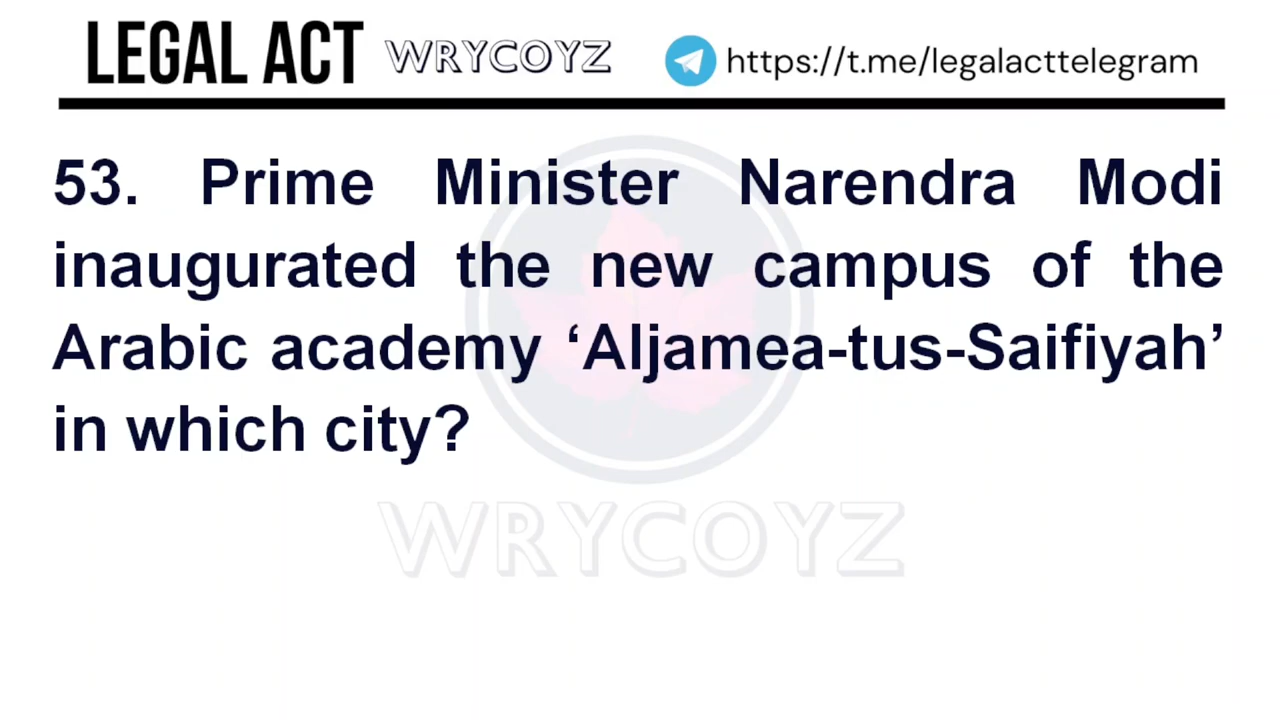 LEGAL ACT WRYCOYZ https://t.me/legalacttelegram
53. Prime Minister Narendra Modi
inaugurated the new campus of the
Arabic academy ‘Aljamea-tus-Saifiyah’
in which city?
WRYCOYZ